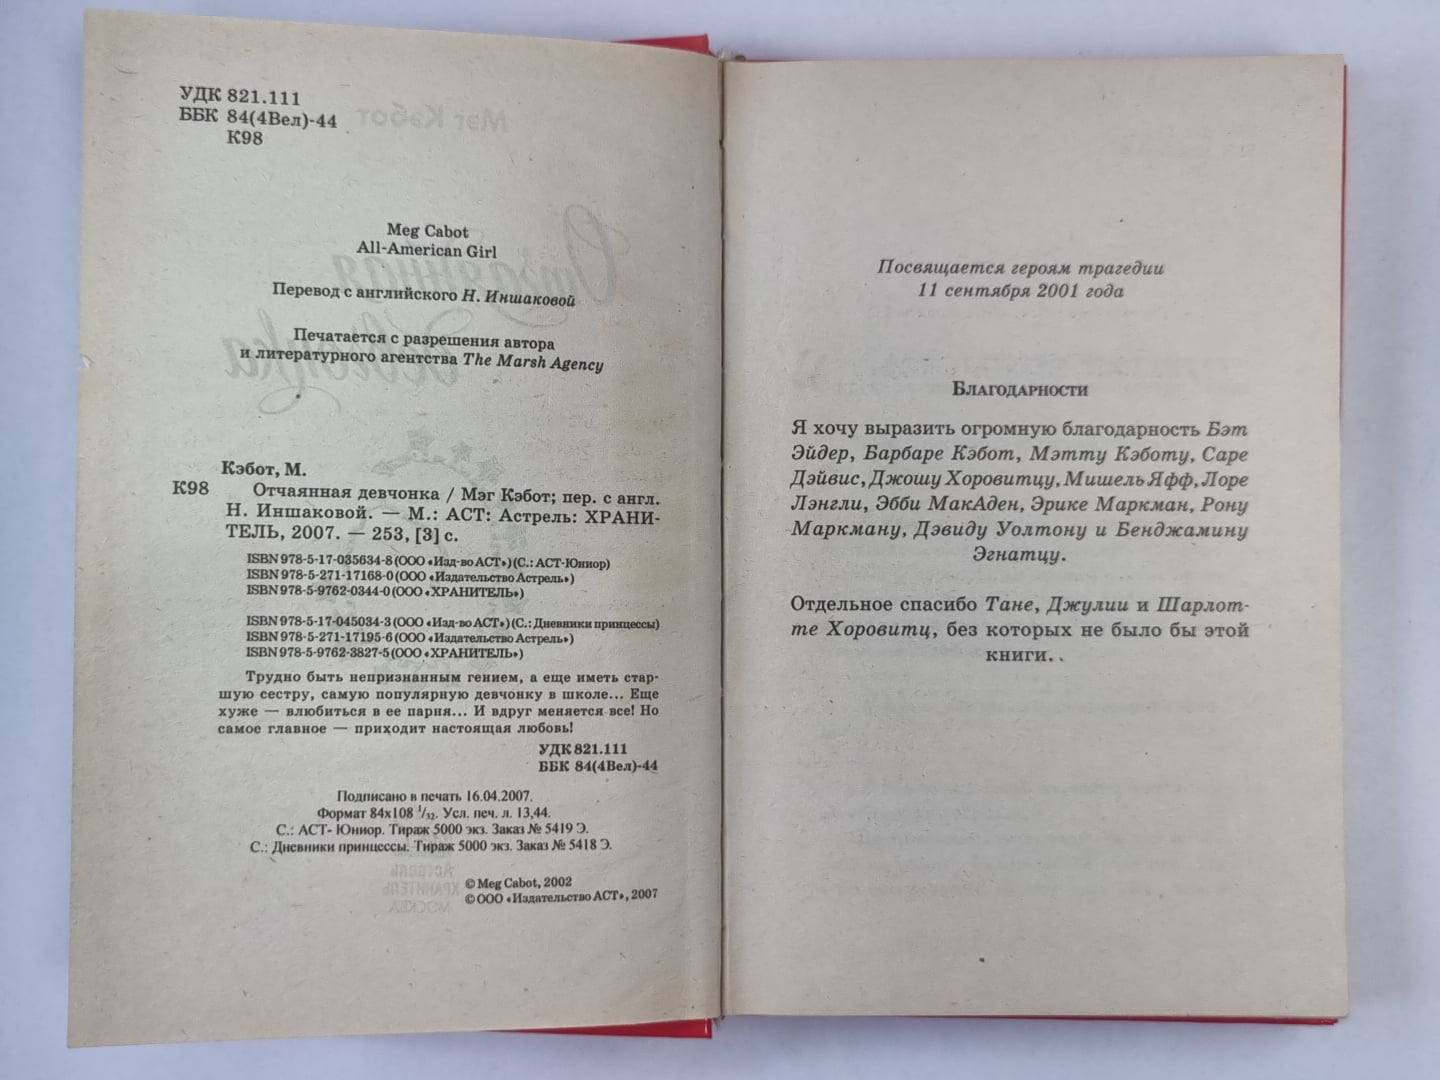 УДК 821.111
ББК 84(4Вел)-44
К98
Meg Cabot
All-American Girl
Перевод с английского Н. Иншаковой
Печатается с разрешения автора
и литературного агентства The Marsh Agency
Кэбот, М.
К98 Отчаянная девчонка / Мэг Кэбот; пер. с англ.
Н. Иншаковой. — М.: АСТ: Астрель: ХРАНИ-
ТЕЛЬ, 2007. — 253, [3] с.
ISBN 978-5-17-035634-8 (ООО «Изд-во АСТ») (С.: АСТ-Юниор)
ISBN 978-5-271-17168-0 (ООО «Издательство Астрель»)
ISBN 978-5-9762-0344-0 (ООО «ХРАНИТЕЛЬ»)
ISBN 978-5-17-045034-3 (ООО «Изд-во АСТ») (С.: Дневники принцессы)
ISBN 978-5-271-17195-6 (ООО «Издательство Астрель»)
ISBN 978-5-9762-3827-5 (ООО «ХРАНИТЕЛЬ»)
Трудно быть непризнанным гением, а еще иметь стар-
шую сестру, самую популярную девчонку в школе... Еще
хуже — влюбиться в ее парня... И вдруг меняется все! Но
самое главное — приходит настоящая любовь!
УДК 821.111
ББК 84(4Вел)-44
Подписано в печать 16.04.2007.
Формат 84x108 1/32. Усл. печ. л. 13,44.
С.: АСТ- Юниор. Тираж 5000 экз. Заказ № 5419 Э.
С.: Дневники принцессы. Тираж 5000 экз. Заказ № 5418 Э.
© Meg Cabot, 2002
© ООО «Издательство АСТ», 2007
Посвящается героям трагедии
11 сентября 2001 года
Благодарности
Я хочу выразить огромную благодарность Бэт
Эйдер, Барбаре Кэбот, Мэтту Кэботу, Саре
Дэйвис, Джошу Хоровитцу, Мишель Яфф, Лоре
Лэнгли, Эбби МакАден, Эрике Маркман, Рону
Маркману, Дэвиду Уолтону и Бенджамину
Эгнатцу.
Отдельное спасибо Тане, Джулии и Шарлот-
те Хоровитц, без которых не было бы этой
книги. .